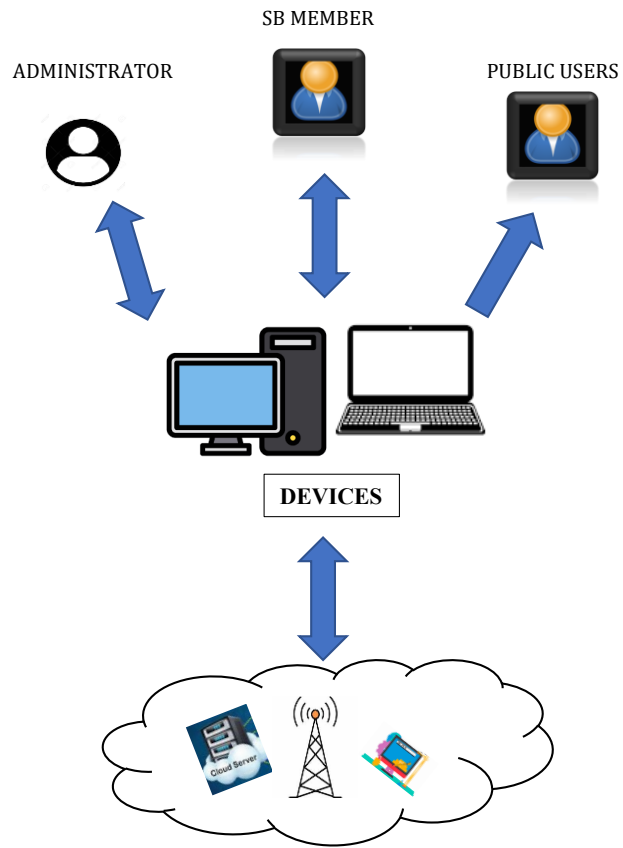 SB MEMBER
ADMINISTRATOR
PUBLIC USERS
DEVICES
Cloud Server